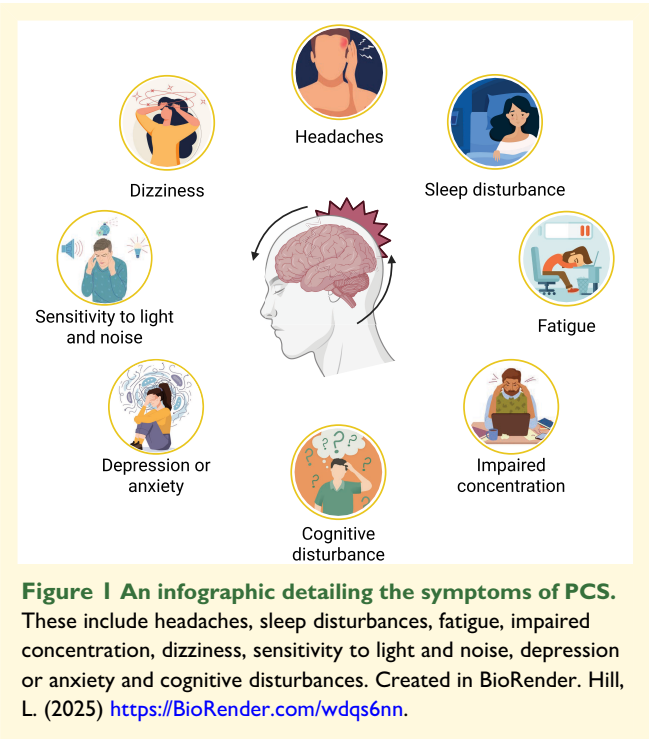 Headaches
Dizziness
Sleep disturbance
Sensitivity to light
and noise
Fatigue
Depression or
anxiety
Impaired
concentration
Cognitive
disturbance
Figure 1 An infographic detailing the symptoms of PCS.
These include headaches, sleep disturbances, fatigue, impaired
concentration, dizziness, sensitivity to light and noise, depression
or anxiety and cognitive disturbances. Created in BioRender. Hill,
L. (2025) https://BioRender.com/wdqs6nn.